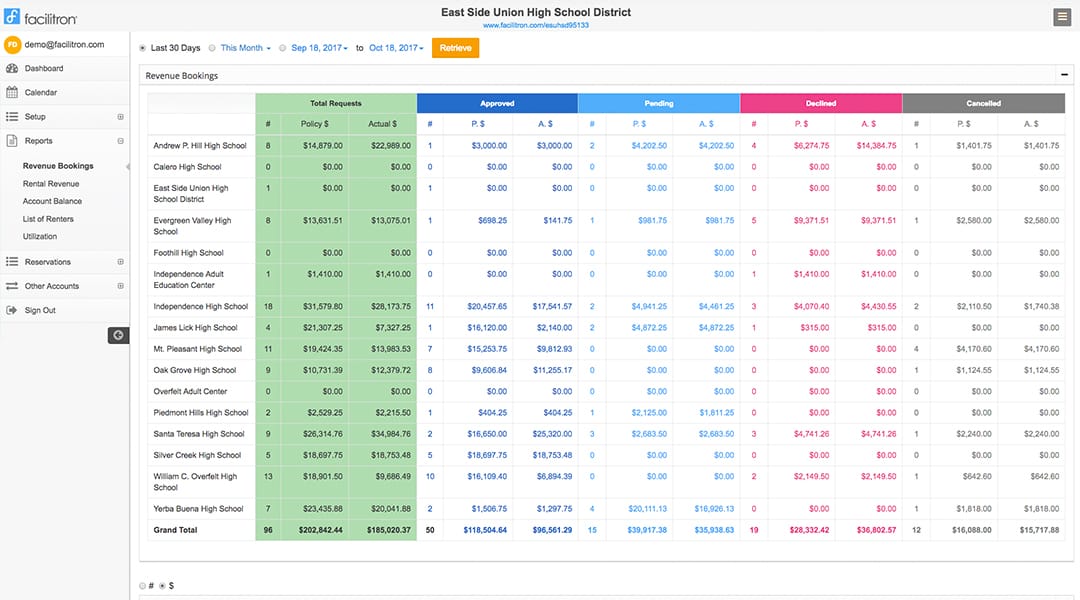 facilitron
East Side Union High School District
www.facilitron.com/esuhsd95133
FD demo@facilitron.com
Dashboard
Calendar
Setup
Reports
Revenue Bookings
Rental Revenue
Account Balance
List of Renters
Utilization
Reservations
Other Accounts
Sign Out
Last 30 Days This Month Sep 18, 2017 to Oct 18, 2017 Retrieve
Revenue Bookings
Total Requests Approved Pending Declined Cancelled
# Policy $ Actual $ # P. $ A. $ # P. $ A. $ # P. $ A. $ # P. $ A. $
Andrew P. Hill High School 8 $14,879.00 $22,989.00 1 $3,000.00 $3,000.00 2 $4,202.50 $4,202.50 4 $6,274.75 $14,384.75 1 $1,401.75 $1,401.75
Calero High School 0 $0.00 $0.00 0 $0.00 $0.00 0 $0.00 $0.00 0 $0.00 $0.00 0 $0.00 $0.00
East Side Union High
School District 1 $0.00 $0.00 1 $0.00 $0.00 0 $0.00 $0.00 0 $0.00 $0.00 0 $0.00 $0.00
Evergreen Valley High
School 8 $13,631.51 $13,075.01 1 $698.25 $141.75 1 $981.75 $981.75 5 $9,371.51 $9,371.51 1 $2,580.00 $2,580.00
Foothill High School 0 $0.00 $0.00 0 $0.00 $0.00 0 $0.00 $0.00 0 $0.00 $0.00 0 $0.00 $0.00
Independence Adult
Education Center 1 $1,410.00 $1,410.00 0 $0.00 $0.00 0 $0.00 $0.00 1 $1,410.00 $1,410.00 0 $0.00 $0.00
Independence High School 18 $31,579.80 $28,173.75 11 $20,457.65 $17,541.57 2 $4,941.25 $4,461.25 3 $4,070.40 $4,430.55 2 $2,110.50 $1,740.38
James Lick High School 4 $21,307.25 $7,327.25 1 $16,120.00 $2,140.00 2 $4,872.25 $4,872.25 1 $315.00 $315.00 0 $0.00 $0.00
Mt. Pleasant High School 11 $19,424.35 $13,983.53 7 $15,253.75 $9,812.93 0 $0.00 $0.00 0 $0.00 $0.00 4 $4,170.60 $4,170.60
Oak Grove High School 9 $10,731.39 $12,379.72 8 $9,606.84 $11,255.17 0 $0.00 $0.00 0 $0.00 $0.00 1 $1,124.55 $1,124.55
Overfelt Adult Center 0 $0.00 $0.00 0 $0.00 $0.00 0 $0.00 $0.00 0 $0.00 $0.00 0 $0.00 $0.00
Piedmont Hills High School 2 $2,529.25 $2,215.50 1 $404.25 $404.25 1 $2,125.00 $1,811.25 0 $0.00 $0.00 0 $0.00 $0.00
Santa Teresa High School 9 $26,314.76 $34,984.76 2 $16,650.00 $25,320.00 3 $2,683.50 $2,683.50 3 $4,741.26 $4,741.26 1 $2,240.00 $2,240.00
Silver Creek High School 5 $18,697.75 $18,753.48 5 $18,697.75 $18,753.48 0 $0.00 $0.00 0 $0.00 $0.00 0 $0.00 $0.00
William C. Overfelt High
School 13 $18,901.50 $9,686.49 10 $16,109.40 $6,894.39 0 $0.00 $0.00 2 $2,149.50 $2,149.50 1 $642.60 $642.60
Yerba Buena High School 7 $23,435.88 $20,041.88 2 $1,506.75 $1,297.75 4 $20,111.13 $16,926.13 0 $0.00 $0.00 1 $1,818.00 $1,818.00
Grand Total 96 $202,842.44 $185,020.37 50 $118,504.64 $96,561.29 15 $39,917.38 $35,938.63 19 $28,332.42 $36,802.57 12 $16,088.00 $15,717.88
# $